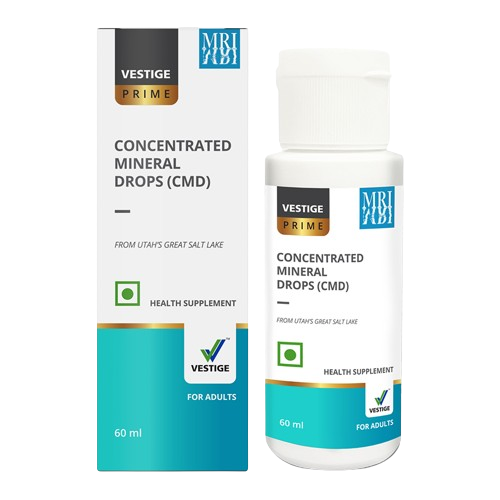 VESTIGE
PRIME
MRI
CONCENTRATED
MINERAL
DROPS (CMD)
FROM UTAH'S GREAT SALT LAKE
HEALTH SUPPLEMENT
VESTIGE
FOR ADULTS
60 ml
VESTIGE
PRIME
MRI
CONCENTRATED
MINERAL
DROPS (CMD)
FROM UTAH'S GREAT SALT LAKE
HEALTH SUPPLEMENT
VESTIGE
60 ml
FOR ADULTS